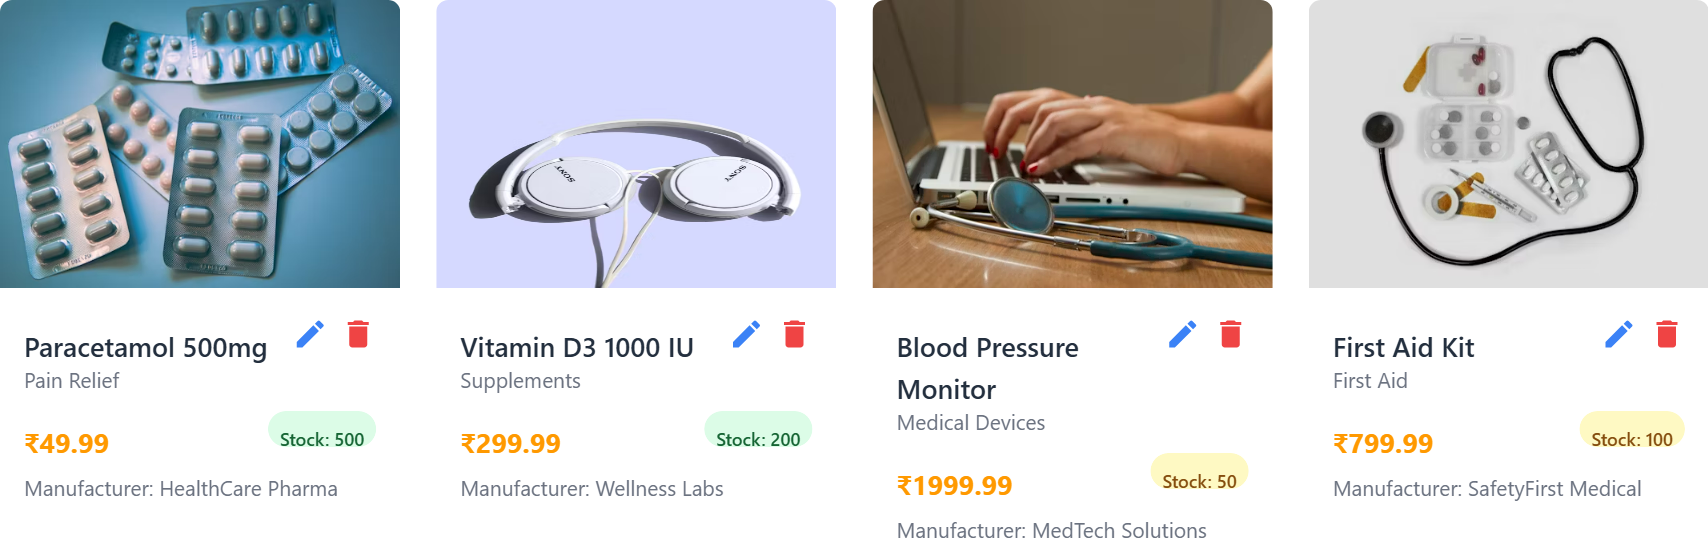 SONY
SONY
Paracetamol 500mg
Pain Relief
₹49.99
Stock: 500
Manufacturer: HealthCare Pharma
Vitamin D3 1000 IU
Supplements
₹299.99
Stock: 200
Manufacturer: Wellness Labs
Blood Pressure
Monitor
Medical Devices
₹1999.99
Stock: 50
Manufacturer: MedTech Solutions
First Aid Kit
First Aid
₹799.99
Stock: 100
Manufacturer: SafetyFirst Medical